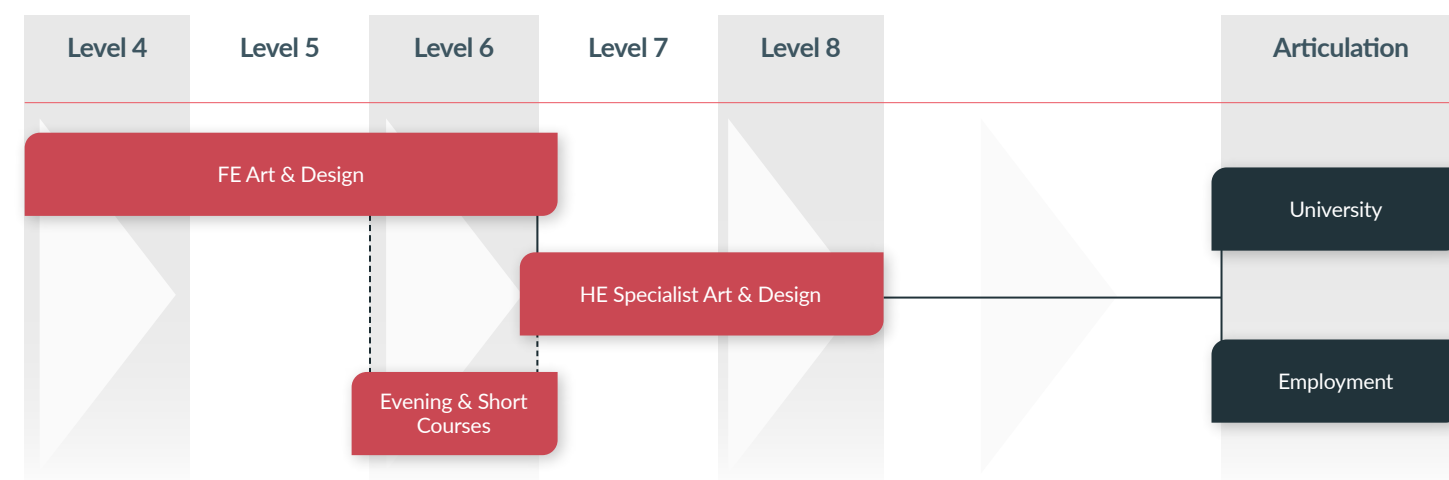 Level 4
Level 5
Level 6
Level 7
Level 8
Articulation
FE Art & Design
University
HE Specialist Art & Design
Employment
Evening & Short
Courses